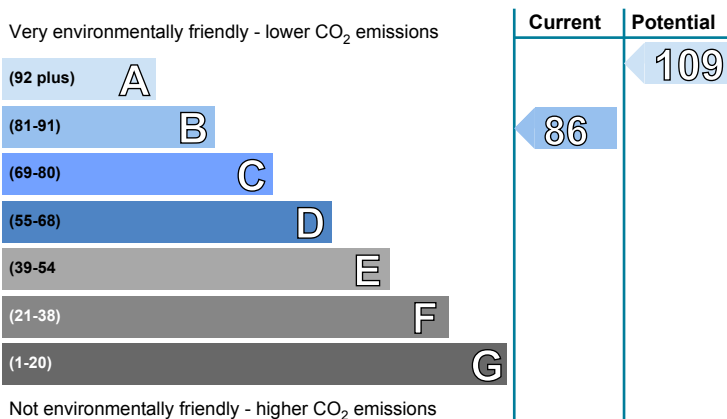 Very environmentally friendly - lower CO2 emissions
Current
Potential
(92 plus) A
109
(81-91) B
86
(69-80) C
(55-68) D
(39-54 E
(21-38) F
(1-20) G
Not environmentally friendly - higher CO2 emissions